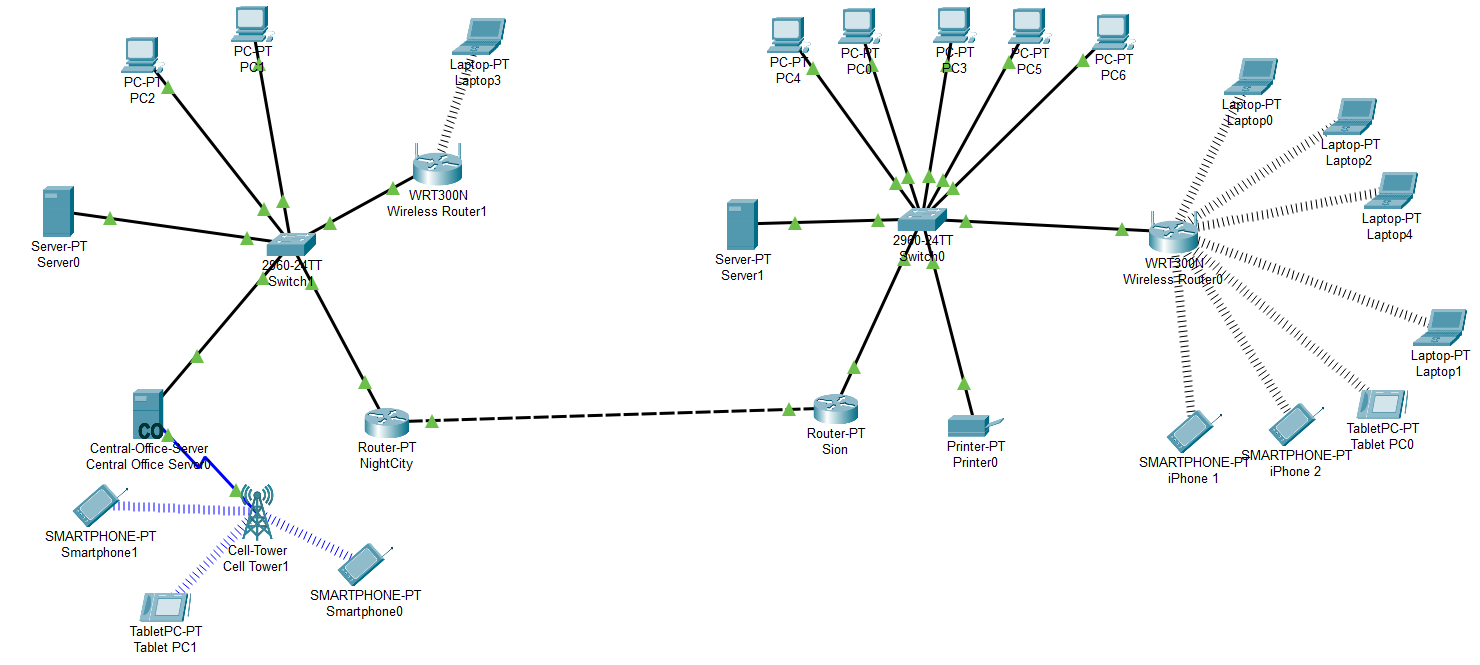 PC-PT
PC2
PC-PT
PC1
Laptop-PT
Laptop3
WRT300N
Wireless Router1
Server-PT
Server0
2960-24TT
Switch1
CO
Central-Office-Server
Central Office Server0
Router-PT
NightCity
SMARTPHONE-PT
Smartphone1
Cell-Tower
Cell Tower1
SMARTPHONE-PT
Smartphone0
TabletPC-PT
Tablet PC1
PC-PT
PC4
PC-PT
PC0
PC-PT
PC3
PC-PT
PC5
PC-PT
PC6
Laptop-PT
Laptop0
Laptop-PT
Laptop2
Laptop-PT
Laptop4
Server-PT
Server1
2960-24TT
Switch0
WRT300N
Wireless Router0
Laptop-PT
Laptop1
Router-PT
Sion
Printer-PT
Printer0
SMARTPHONE-PT
iPhone 1
SMARTPHONE-PT
iPhone 2
TabletPC-PT
Tablet PC0